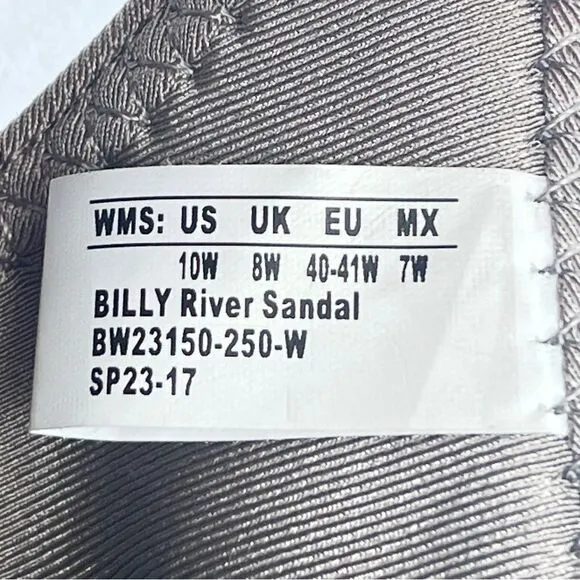 WMS: US UK EU MX
10W 8W 40-41W 7W
BILLY River Sandal
BW23150-250-W
SP23-17